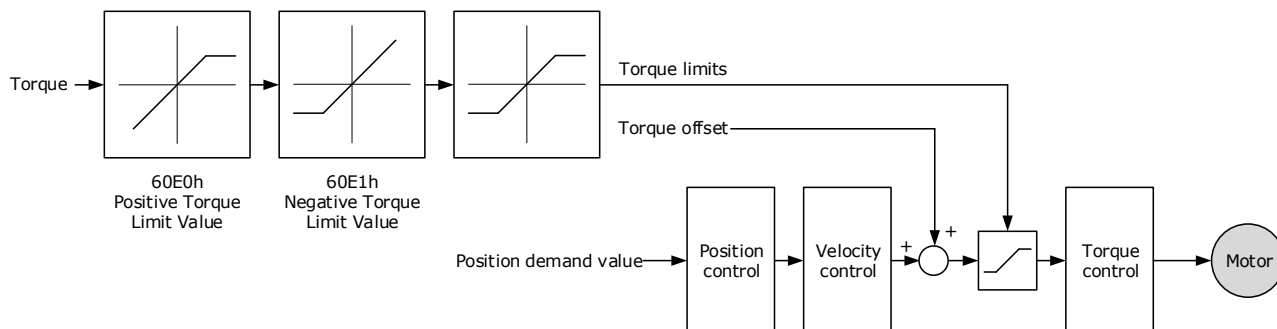 Torque
60E0h
Positive Torque
Limit Value
60E1h
Negative Torque
Limit Value
Torque limits
Torque offset
Position demand value
Position
control
Velocity
control
+
+
Torque
control
Motor